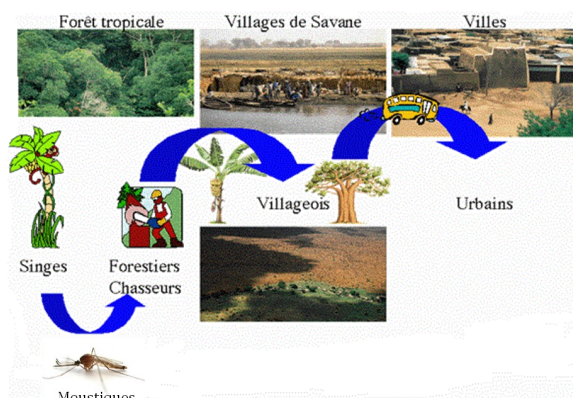 Forêt tropicale
Villages de Savane
Villes
Villageois
Urbains
Singes
Forestiers
Chasseurs
Moustiques